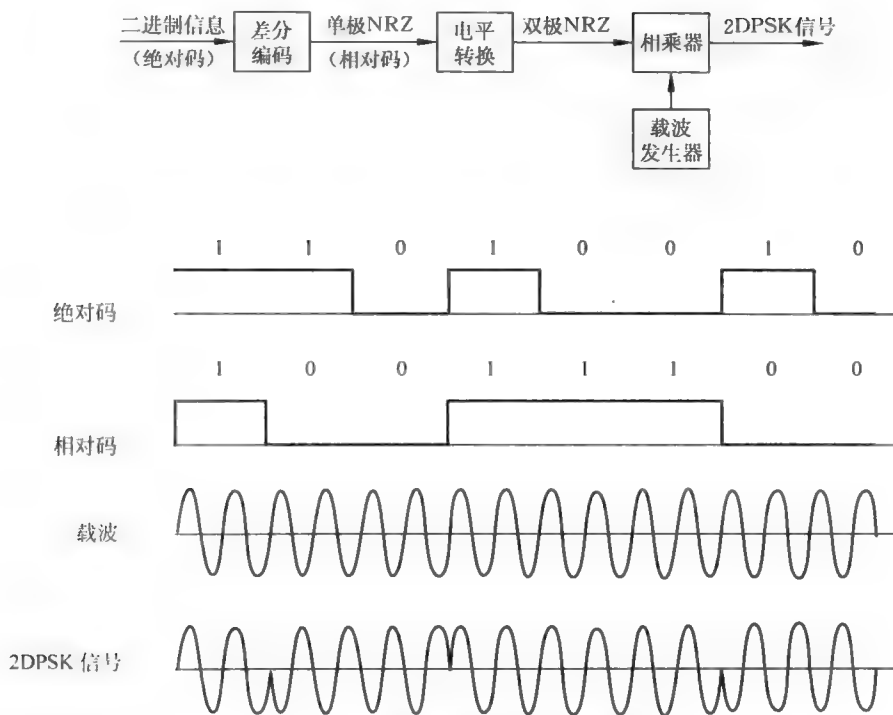 二进制信息
(绝对码)
差分
编码
单极NRZ
(相对码)
电平
转换
双极NRZ
相乘器
2DPSK信号
载波
发生器
1 1 0 1 0 0 1 0
绝对码
1 0 0 1 1 1 0 0
相对码
载波
2DPSK 信号